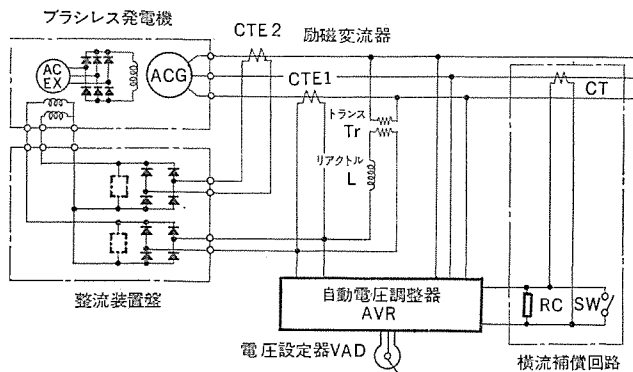 ブラシレス発電機
CTE2
励磁変流器
AC
EX
ACG
CTE1
CT
トランス
Tr
リアクトル
L
自動電圧調整器
AVR
RC
SW
整流装置盤
電圧設定器VAD
横流補償回路